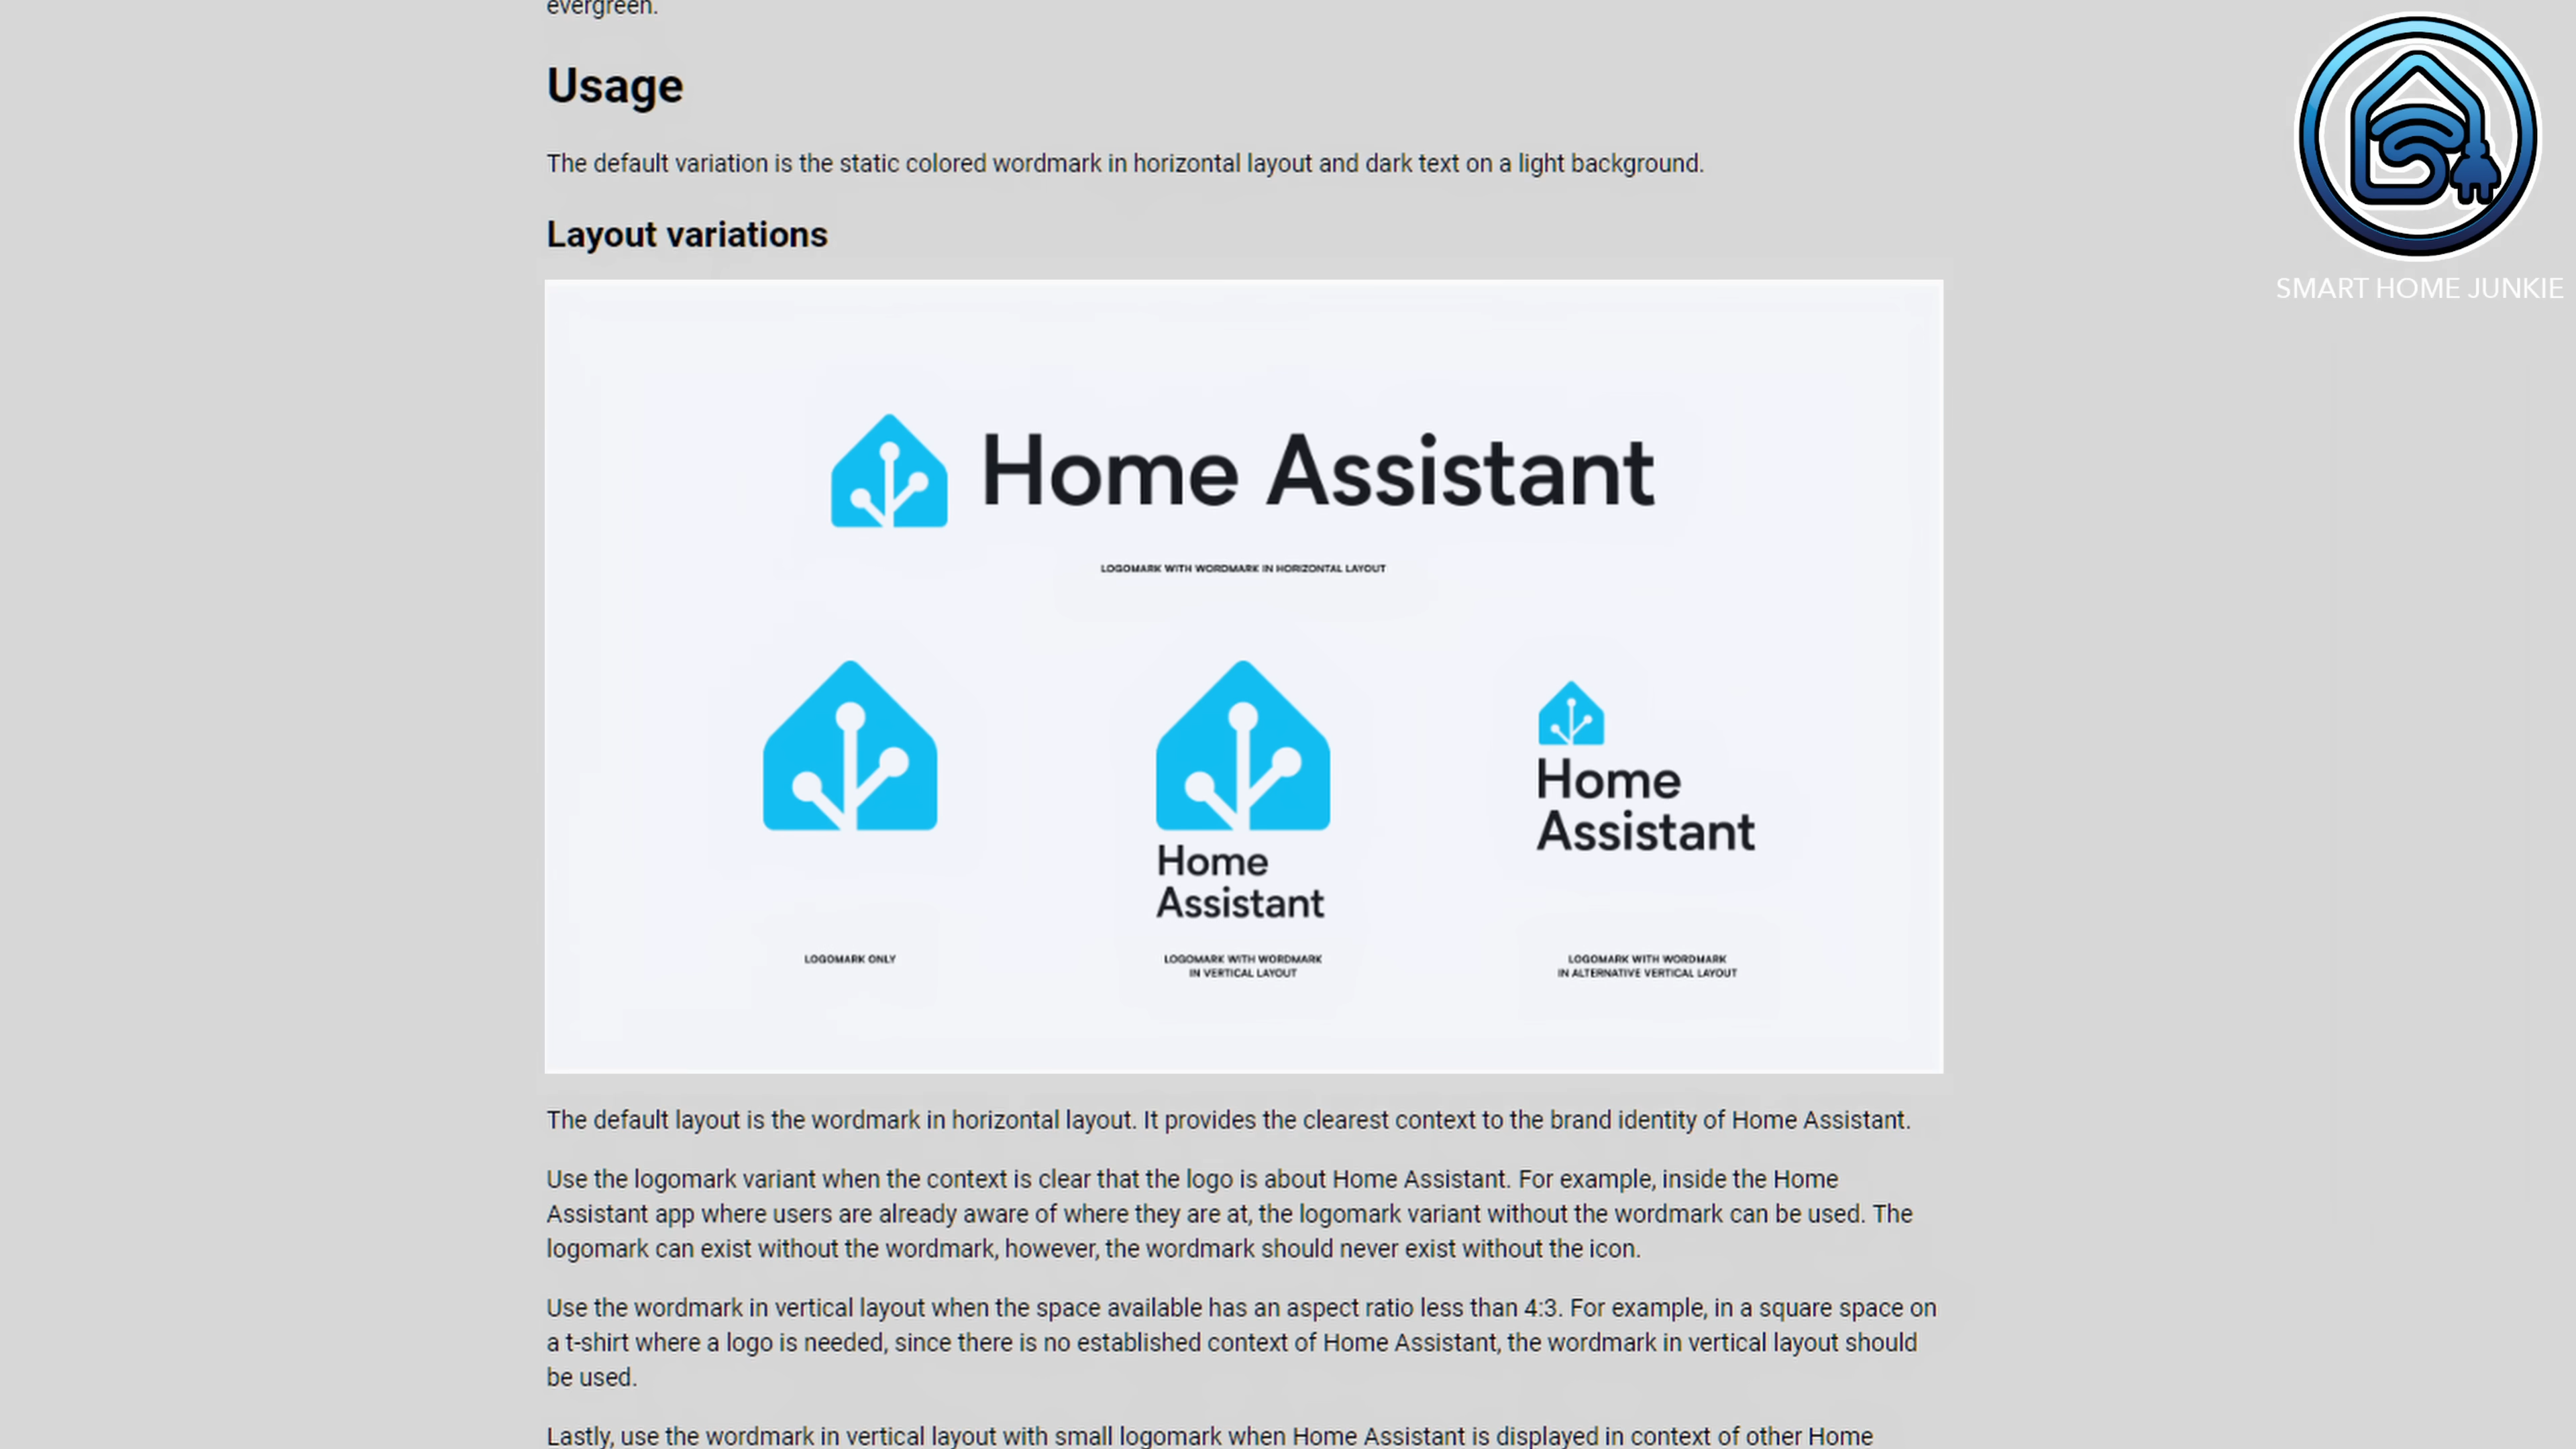 evergreen.
Usage
The default variation is the static colored wordmark in horizontal layout and dark text on a light background.
Layout variations
Home Assistant
LOGOMARK WITH WORDMARK IN HORIZONTAL LAYOUT
Home
Assistant
Home
Assistant
LOGOMARK ONLY
LOGOMARK WITH WORDMARK
IN VERTICAL LAYOUT
LOGOMARK WITH WORDMARK
IN ALTERNATIVE VERTICAL LAYOUT
The default layout is the wordmark in horizontal layout. It provides the clearest context to the brand identity of Home Assistant.
Use the logomark variant when the context is clear that the logo is about Home Assistant. For example, inside the Home
Assistant app where users are already aware of where they are at, the logomark variant without the wordmark can be used. The
logomark can exist without the wordmark, however, the wordmark should never exist without the icon.
Use the wordmark in vertical layout when the space available has an aspect ratio less than 4:3. For example, in a square space on
a t-shirt where a logo is needed, since there is no established context of Home Assistant, the wordmark in vertical layout should
be used.
Lastly, use the wordmark in vertical layout with small logomark when Home Assistant is displayed in context of other Home
SMART HOME JUNKIE